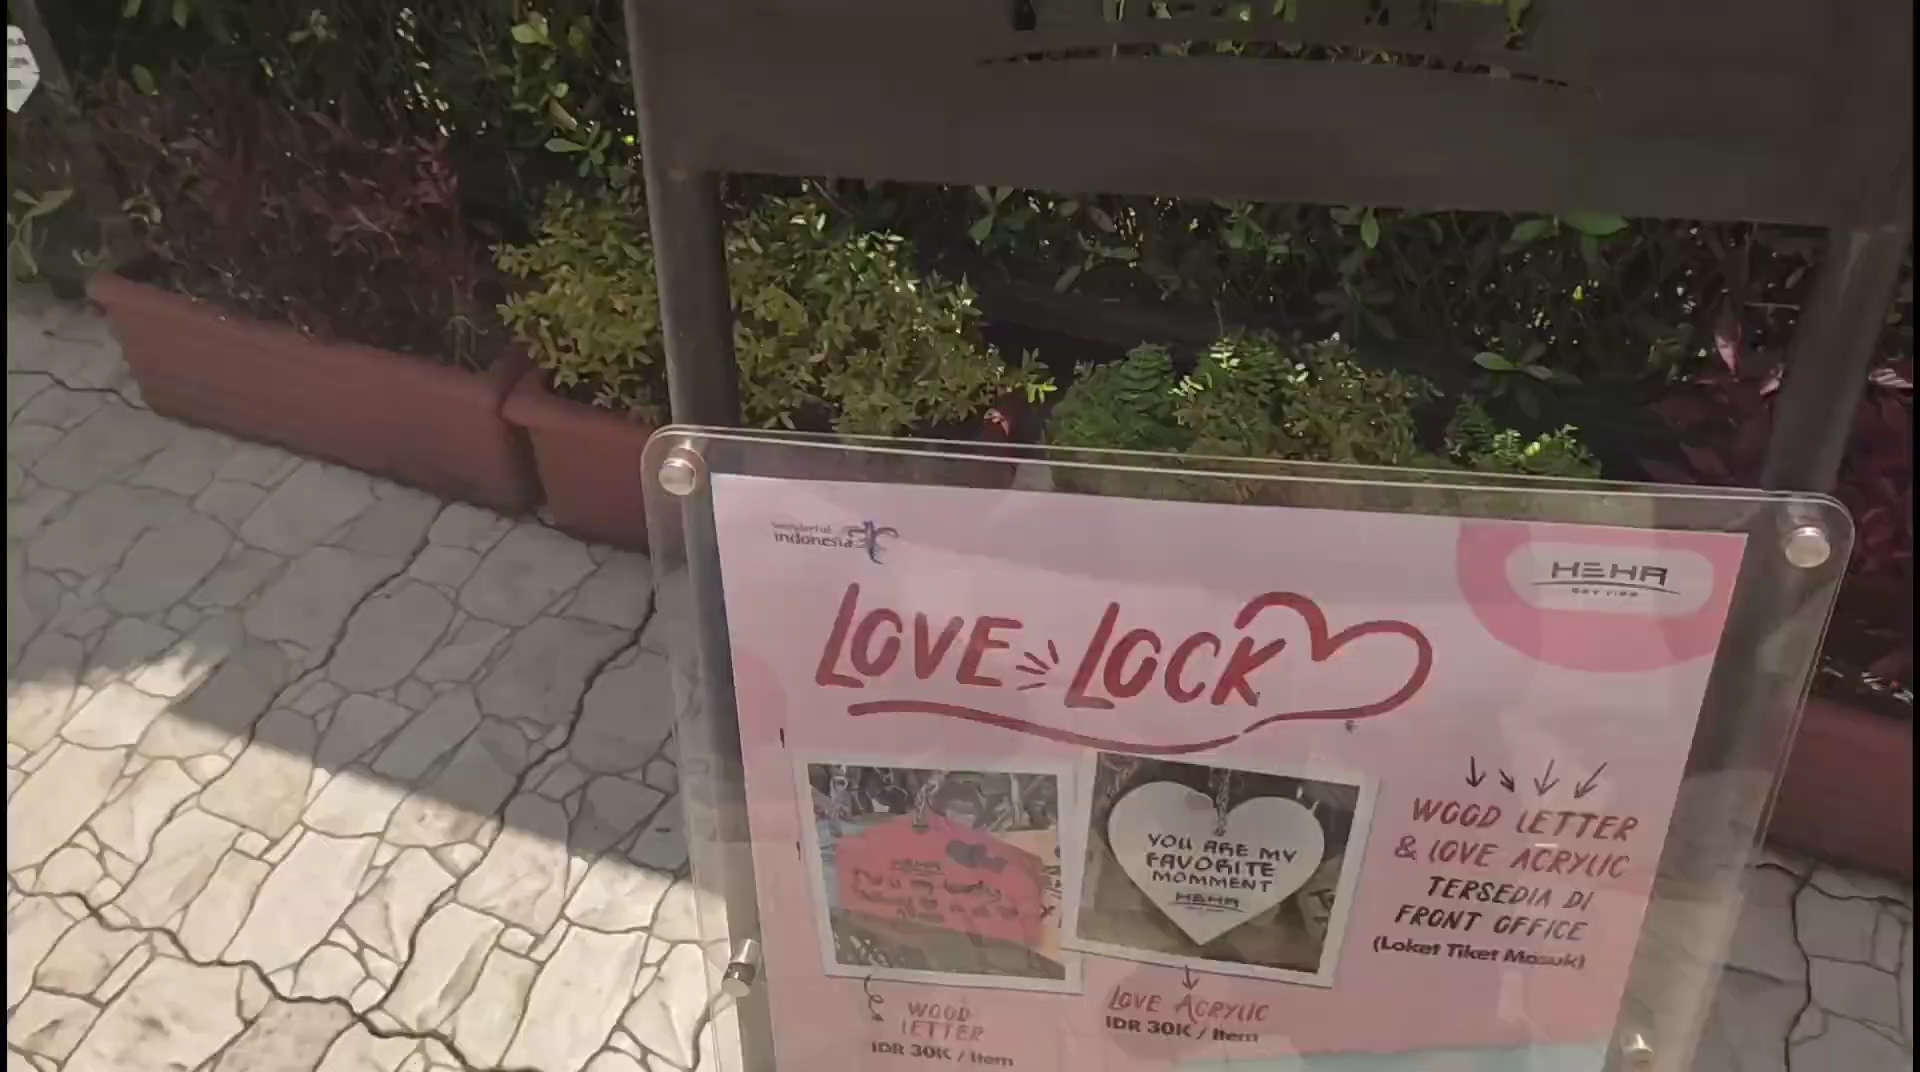 wonderful
indonesia
HEHA
SKY VIEW
LOVE LOCK
YOU ARE MY
FAVORITE
MOMMENT
HEHA
WOOD LETTER
& LOVE ACRYLIC
TERSEDIA DI
FRONT OFFICE
(Loket Tiket Masuk)
WOOD
LETTER
IDR 30K / Item
LOVE ACRYLIC
IDR 30K / Item